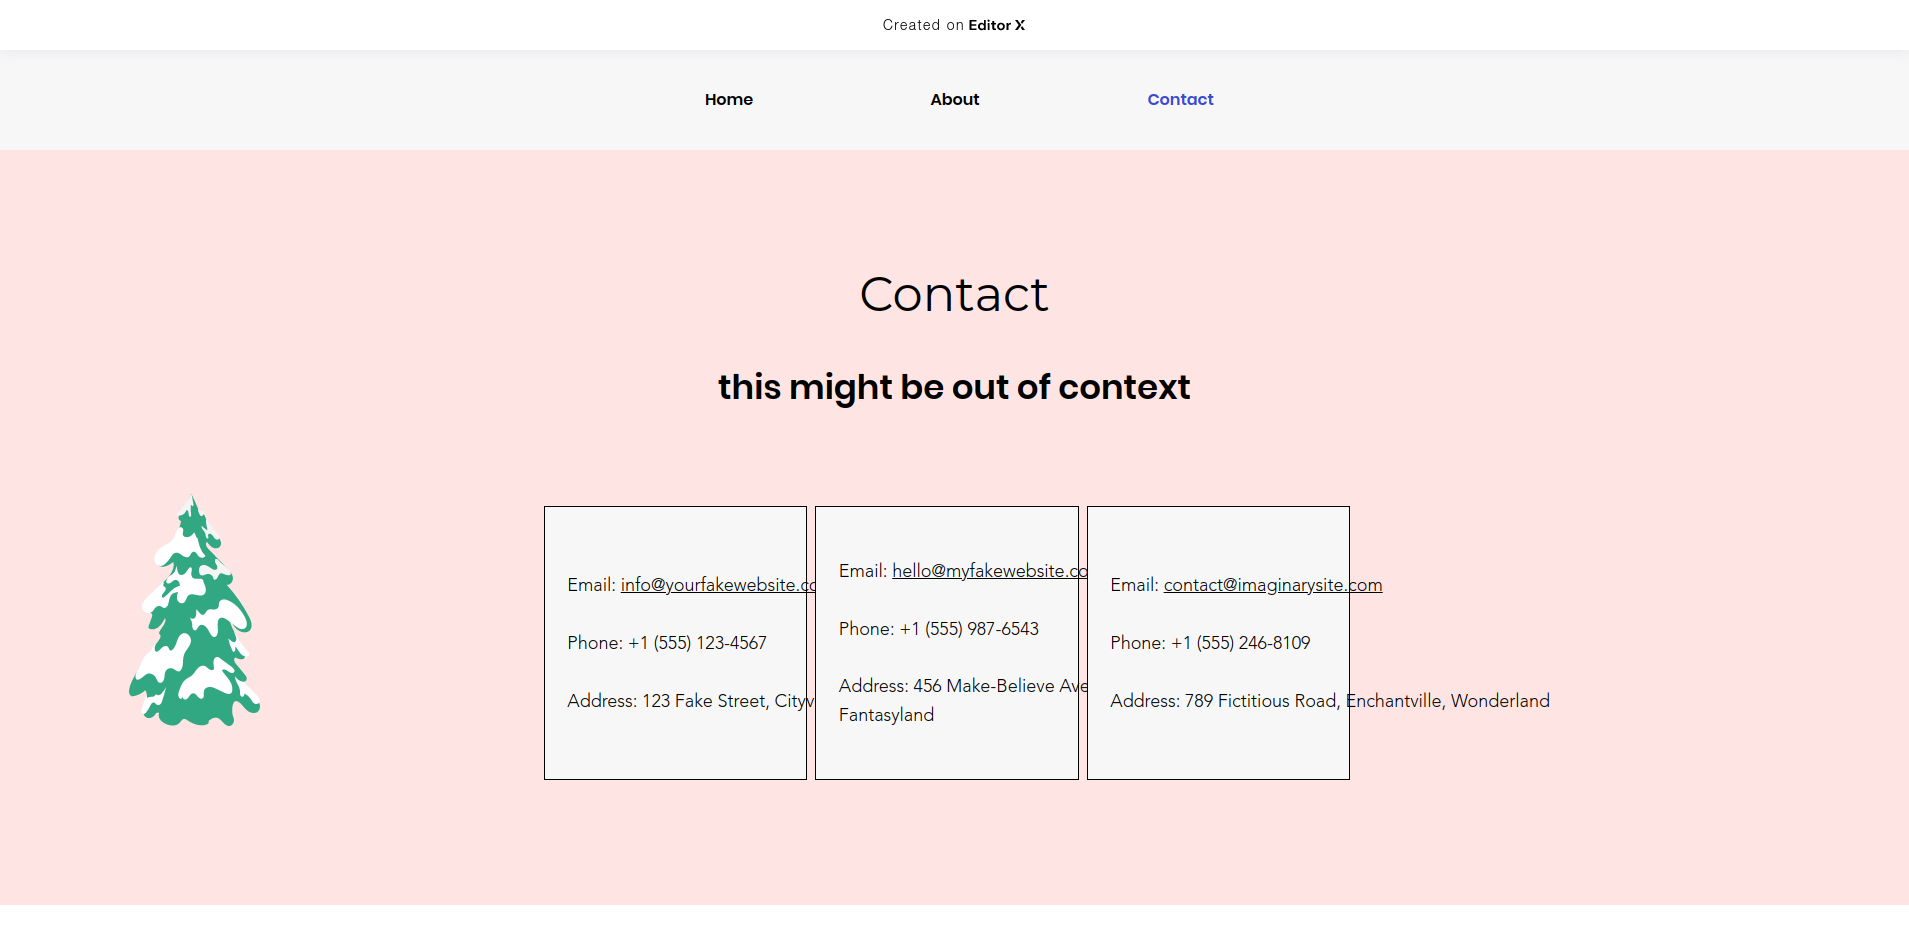 Created on Editor X
Home
About
Contact
Contact
this might be out of context
Email: info@yourfakewebsite.co
Phone: +1 (555) 123-4567
Address: 123 Fake Street, Cityv
Email: hello@myfakewebsite.co
Phone: +1 (555) 987-6543
Address: 456 Make-Believe Ave
Fantasyland
Email: contact@imaginarysite.com
Phone: +1 (555) 246-8109
Address: 789 Fictitious Road, Enchantville, Wonderland